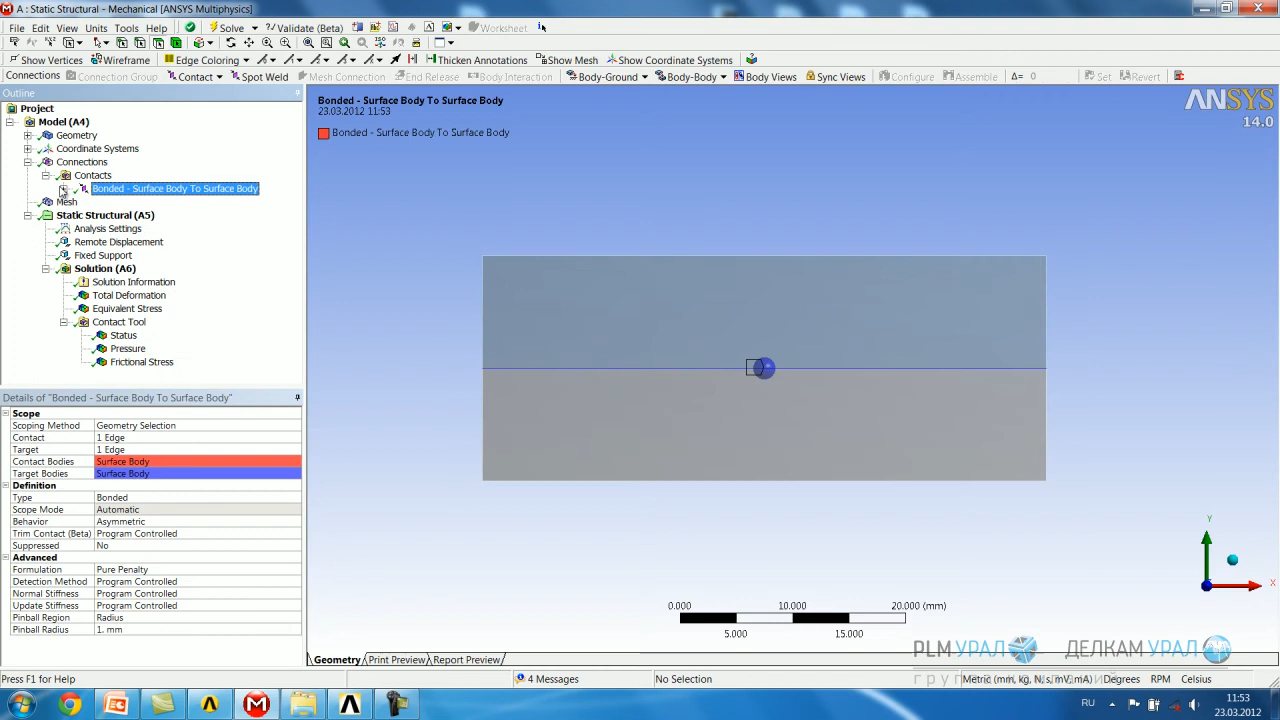 A : Static Structural - Mechanical [ANSYS Multiphysics]
File Edit View Units Tools Help Solve Validate (Beta) Worksheet
Show Vertices Wireframe Edge Coloring Thicken Annotations Show Mesh Show Coordinate Systems
Connections Connection Group Contact Spot Weld Mesh Connection End Release Body Interaction Body-Ground Body-Body Body Views Sync Views Configure Assemble Δ= 0 Set Revert
Outline
Project
Model (A4)
Geometry
Coordinate Systems
Connections
Contacts
Bonded - Surface Body To Surface Body
Mesh
Static Structural (A5)
Analysis Settings
Remote Displacement
Fixed Support
Solution (A6)
Solution Information
Total Deformation
Equivalent Stress
Contact Tool
Status
Pressure
Frictional Stress
Details of "Bonded - Surface Body To Surface Body"
Scope
Scoping Method Geometry Selection
Contact 1 Edge
Target 1 Edge
Contact Bodies Surface Body
Target Bodies Surface Body
Definition
Type Bonded
Scope Mode Automatic
Behavior Asymmetric
Trim Contact (Beta) Program Controlled
Suppressed No
Advanced
Formulation Pure Penalty
Detection Method Program Controlled
Normal Stiffness Program Controlled
Update Stiffness Program Controlled
Pinball Region Radius
Pinball Radius 1. mm
Bonded - Surface Body To Surface Body
23.03.2012 11:53
Bonded - Surface Body To Surface Body
ANSYS
14.0
Y
X
0.000 10.000 20.000 (mm)
5.000 15.000
PLM УРАЛ ДЕЛКАМ УРАЛ
Geometry Print Preview Report Preview
Press F1 for Help 4 Messages No Selection Metric (mm, kg, N, s, mV, mA) Degrees RPM Celsius
RU 11:53
23.03.2012